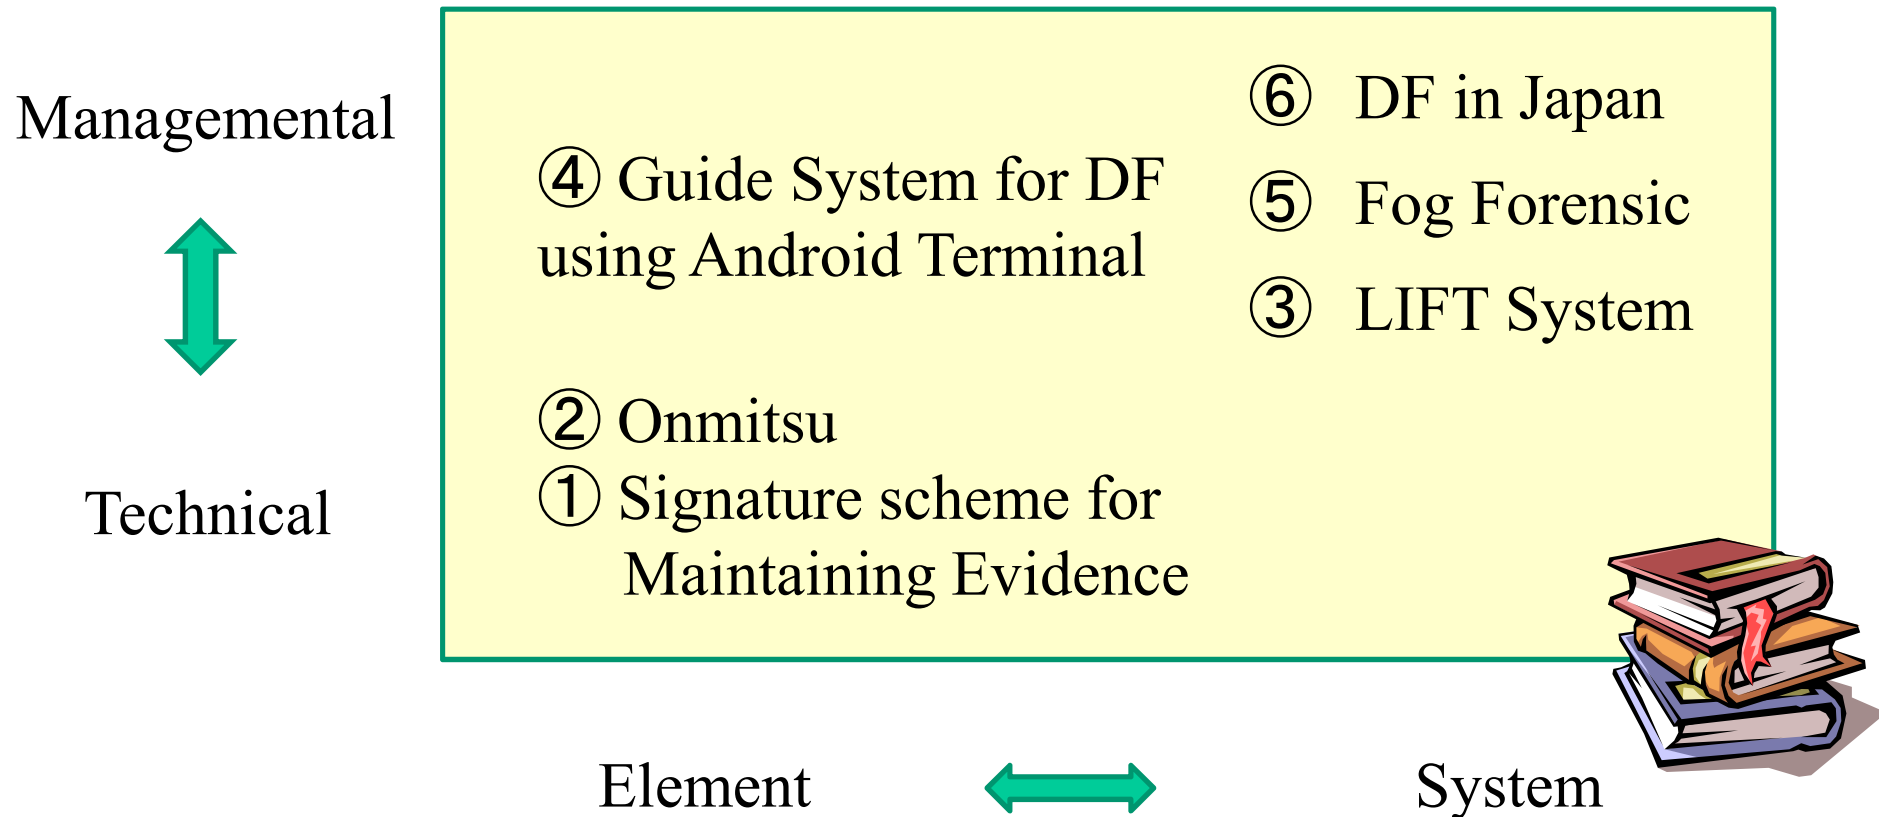 Managemental
Technical
④ Guide System for DF
using Android Terminal
② Onmitsu
① Signature scheme for
Maintaining Evidence
⑥ DF in Japan
⑤ Fog Forensic
③ LIFT System
Element
System